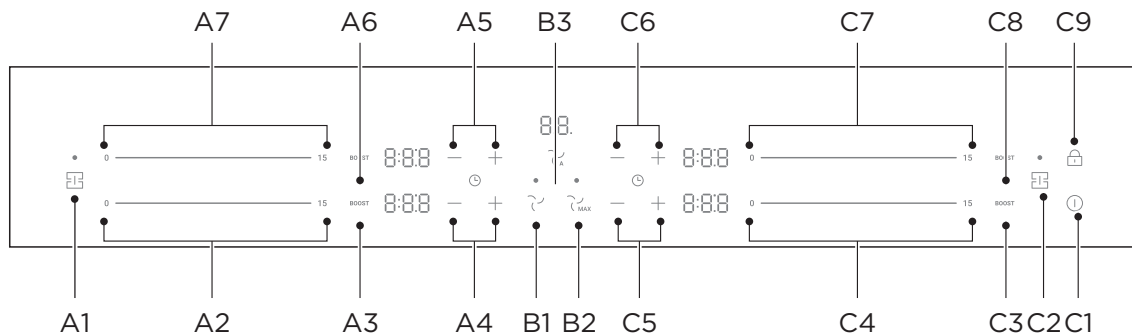 A7 A6 A5 B3 C6 C7 C8 C9
88.
0 15 BOOST 8:8.8 − + A − + 8:8.8 0 15 BOOST
0 15 BOOST 8:8.8 − + MAX − + 8:8.8 0 15 BOOST
A1 A2 A3 A4 B1 B2 C5 C4 C3 C2 C1